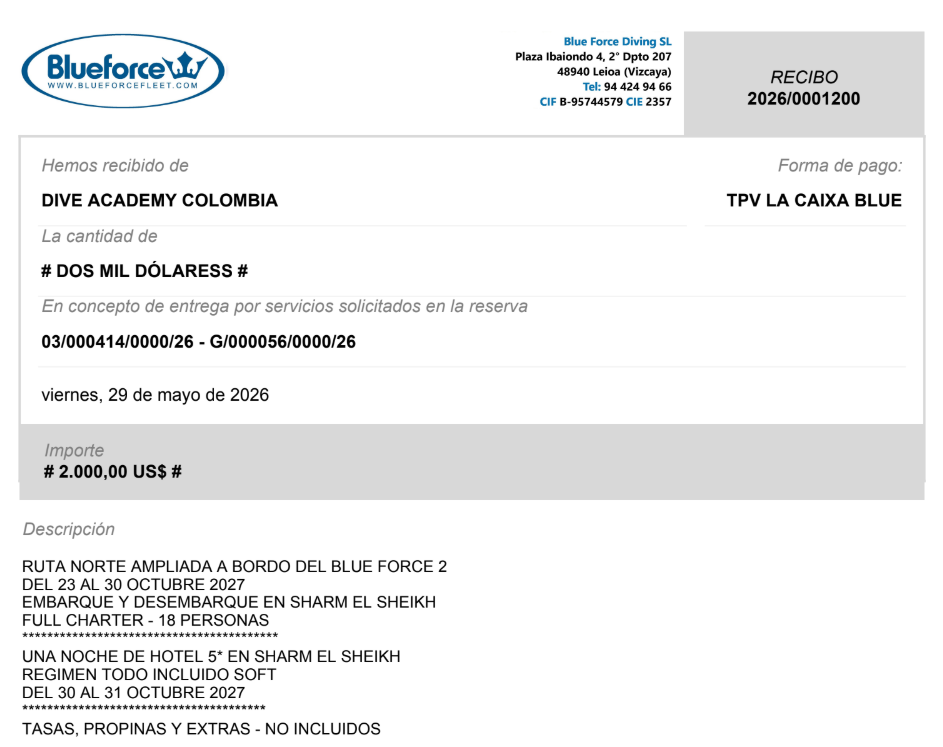 Blueforce
WWW.BLUEFORCEFLEET.COM
Blue Force Diving SL
Plaza Ibaiondo 4, 2° Dpto 207
48940 Leioa (Vizcaya)
Tel: 94 424 94 66
CIF B-95744579 CIE 2357
RECIBO
2026/0001200
Hemos recibido de
Forma de pago:
DIVE ACADEMY COLOMBIA
TPV LA CAIXA BLUE
La cantidad de
# DOS MIL DÓLARESS #
En concepto de entrega por servicios solicitados en la reserva
03/000414/0000/26 - G/000056/0000/26
viernes, 29 de mayo de 2026
Importe
# 2.000,00 US$ #
Descripción
RUTA NORTE AMPLIADA A BORDO DEL BLUE FORCE 2
DEL 23 AL 30 OCTUBRE 2027
EMBARQUE Y DESEMBARQUE EN SHARM EL SHEIKH
FULL CHARTER - 18 PERSONAS
*****************************************
UNA NOCHE DE HOTEL 5* EN SHARM EL SHEIKH
REGIMEN TODO INCLUIDO SOFT
DEL 30 AL 31 OCTUBRE 2027
***************************************
TASAS, PROPINAS Y EXTRAS - NO INCLUIDOS